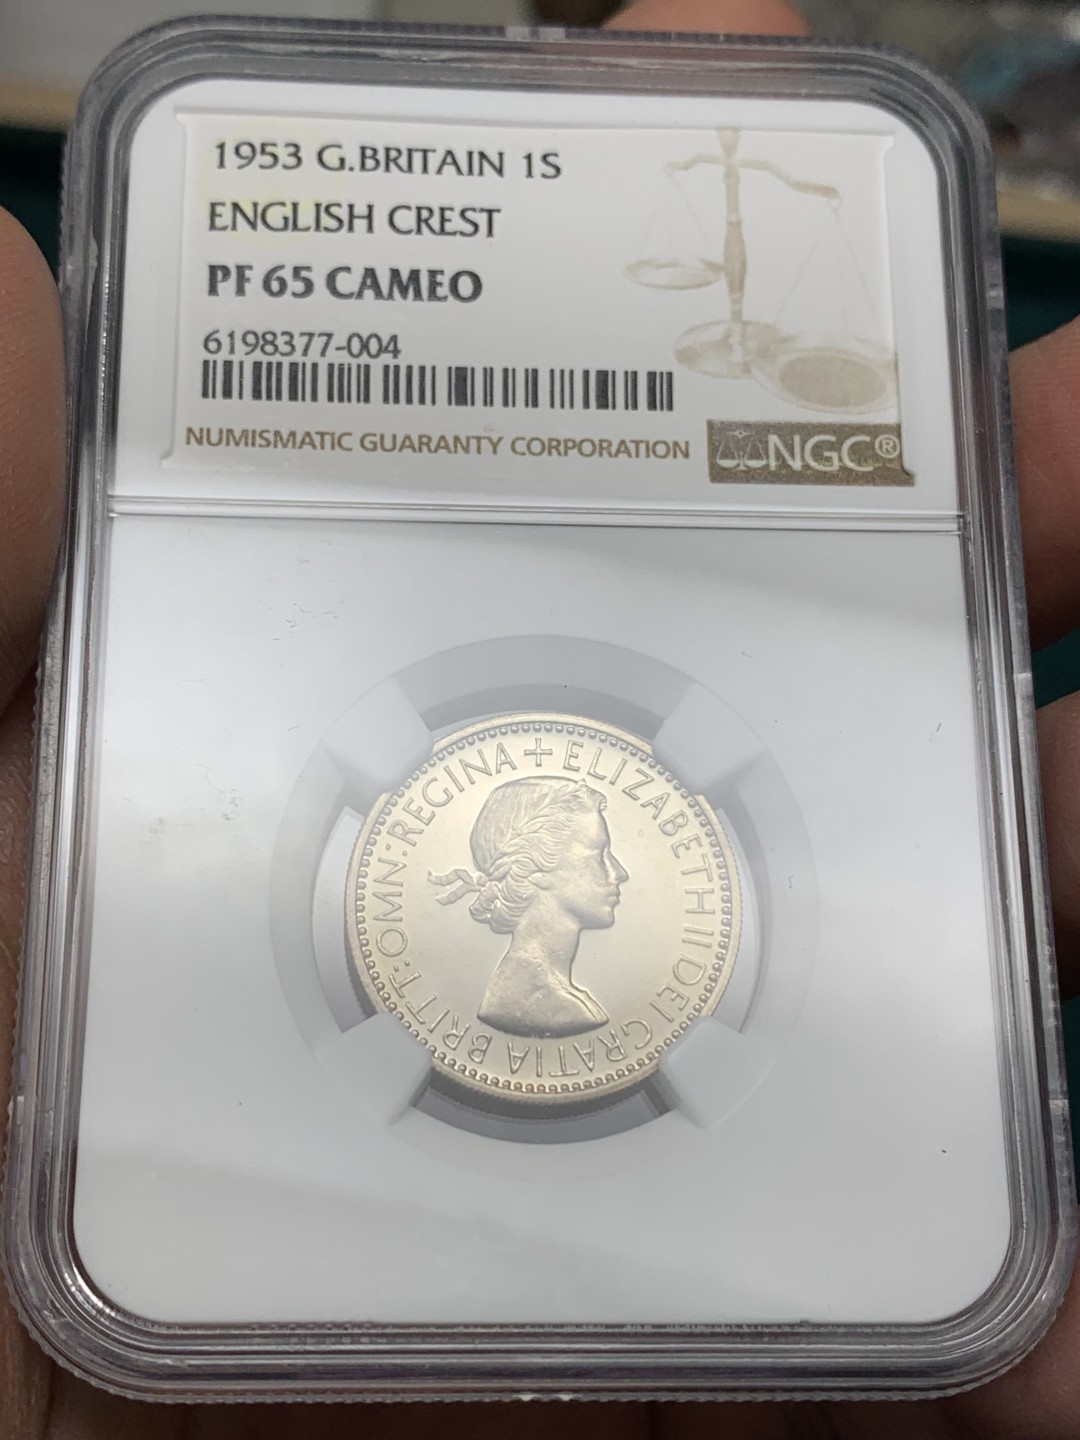 1953 G.BRITAIN 1S
ENGLISH CREST
PF 65 CAMEO
6198377-004
NUMISMATIC GUARANTY CORPORATION
NGC®
+ELIZABETH II DEI GRATIA BRITT:OMN:REGINA